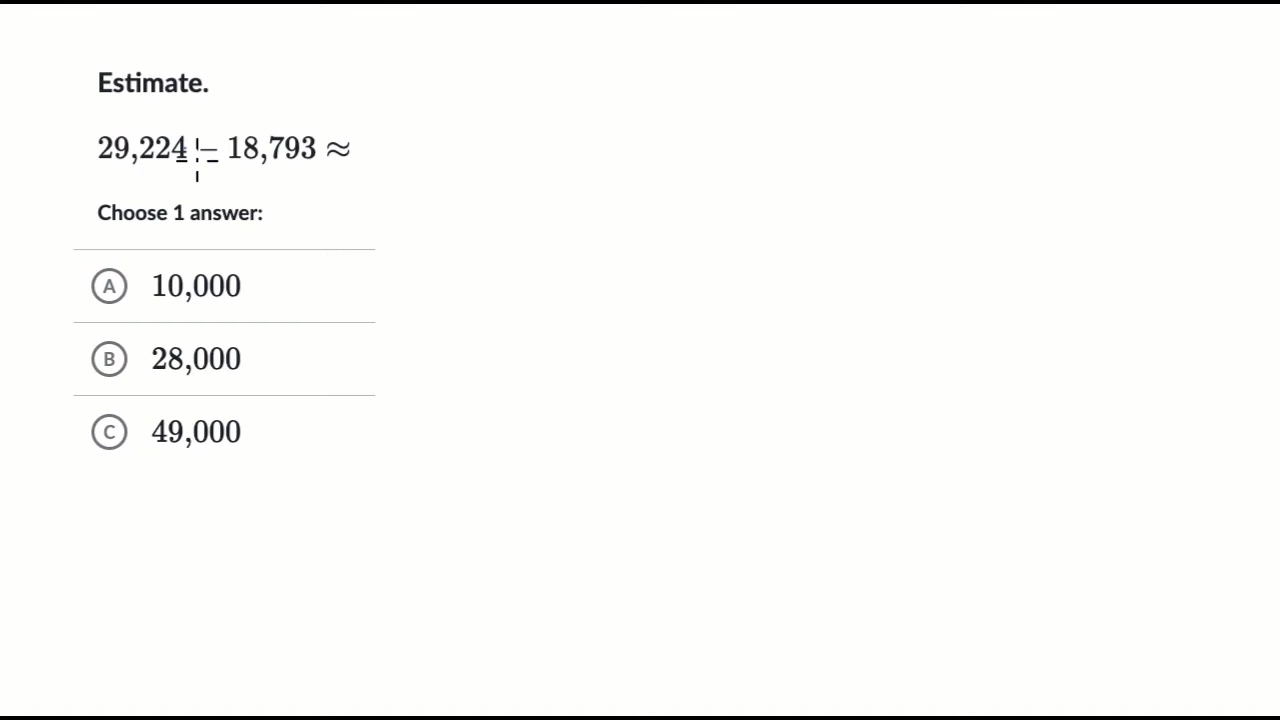 Estimate.
29,224 − 18,793 ≈
Choose 1 answer:
A 10,000
B 28,000
C 49,000